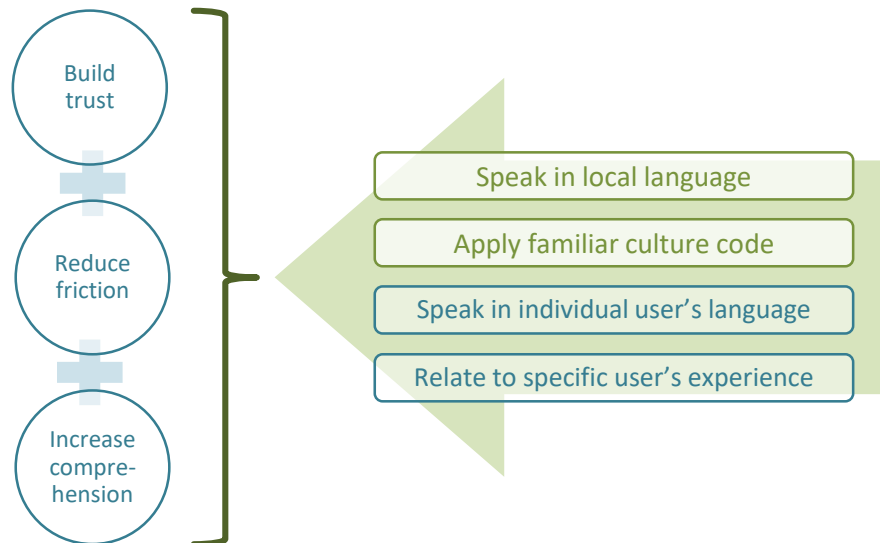 Build
trust
Reduce
friction
Increase
compre-
hension
Speak in local language
Apply familiar culture code
Speak in individual user’s language
Relate to specific user’s experience